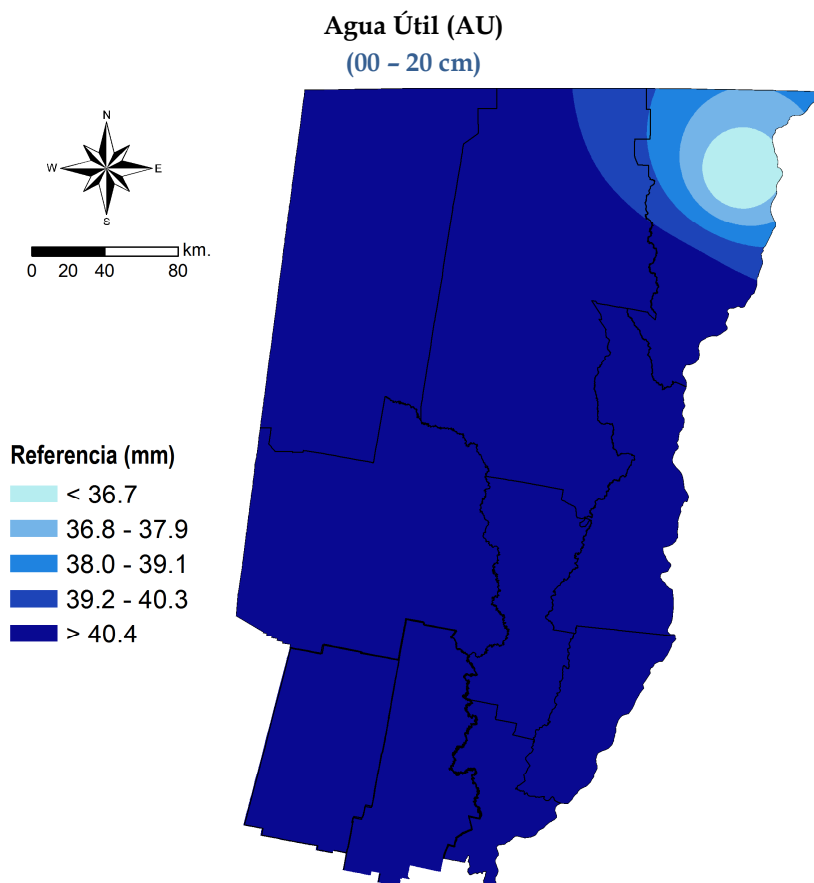 Agua Útil (AU)
(00 – 20 cm)
N
W E
S
km.
0 20 40 80
Referencia (mm)
< 36.7
36.8 - 37.9
38.0 - 39.1
39.2 - 40.3
> 40.4